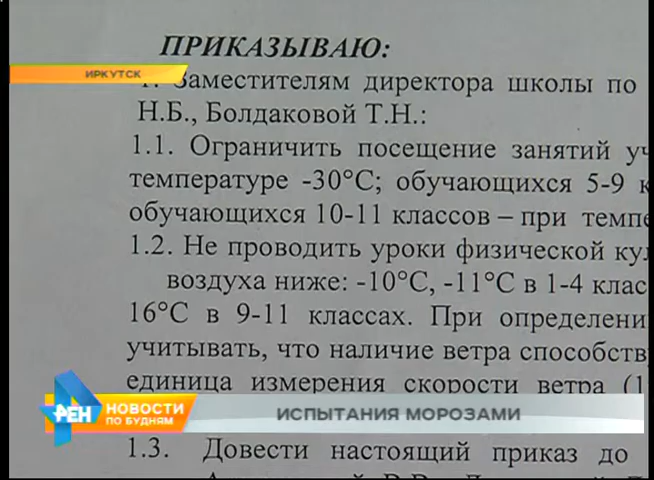 ПРИКАЗЫВАЮ:
ИРКУТСК
1. Заместителям директора школы по
Н.Б., Болдаковой Т.Н.:
1.1. Ограничить посещение занятий
температуре -30°С; обучающихся 5-9
обучающихся 10-11 классов – при
1.2. Не проводить уроки физической
воздуха ниже: -10°С, -11°С в 1-4
16°С в 9-11 классах. При
учитывать, что наличие ветра
единица измерения скорости ветра
РЕН НОВОСТИ
ПО БУДНЯМ
ИСПЫТАНИЯ МОРОЗАМИ
1.3. Довести настоящий приказ до